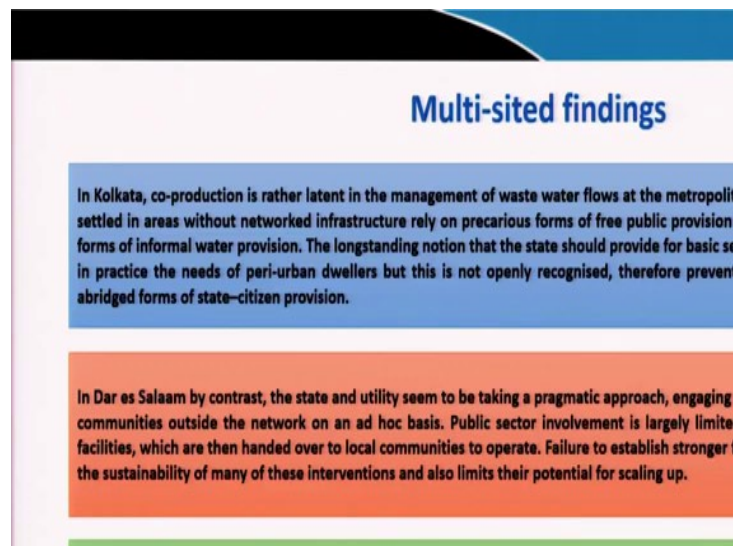 Multi-sited findings
In Kolkata, co-production is rather latent in the management of waste water flows at the metropolit
settled in areas without networked infrastructure rely on precarious forms of free public provision
forms of informal water provision. The longstanding notion that the state should provide for basic se
in practice the needs of peri-urban dwellers but this is not openly recognised, therefore prevent
abridged forms of state–citizen provision.
In Dar es Salaam by contrast, the state and utility seem to be taking a pragmatic approach, engaging
communities outside the network on an ad hoc basis. Public sector involvement is largely limite
facilities, which are then handed over to local communities to operate. Failure to establish stronger
the sustainability of many of these interventions and also limits their potential for scaling up.